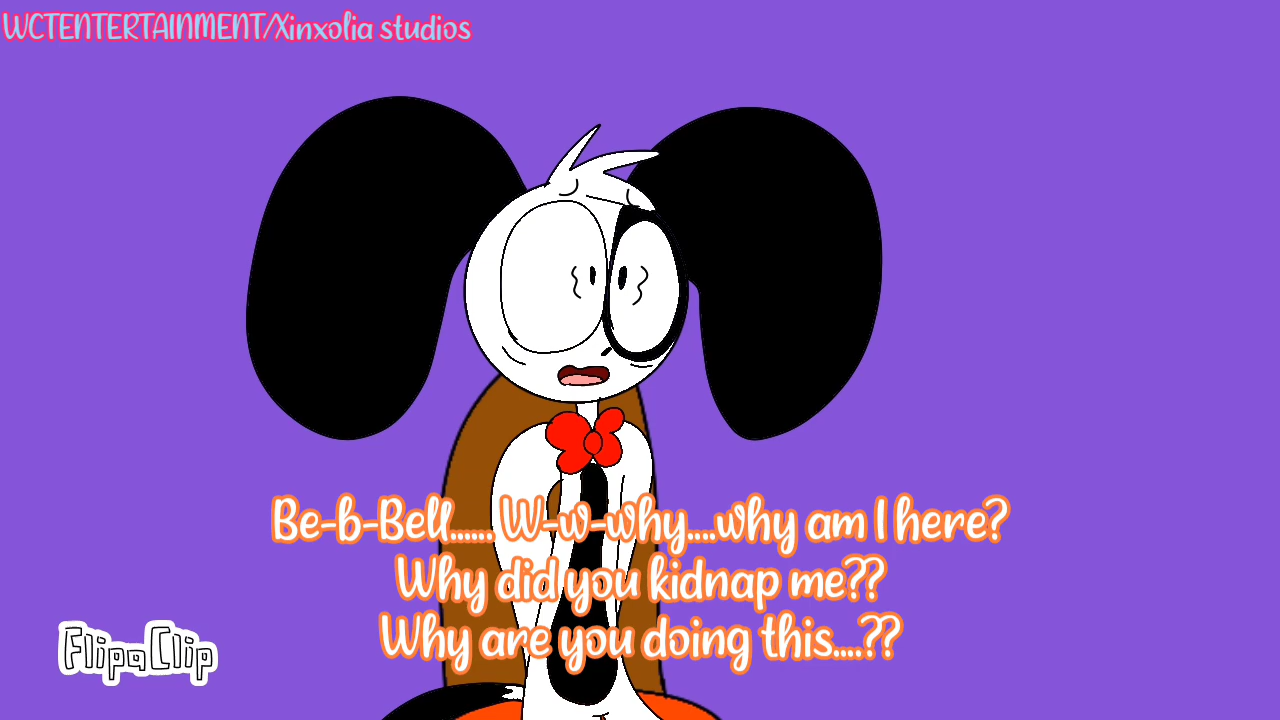 WCTENTERTAINMENT/Xinxolia studios
Be-b-Bell...... W-w-why....why am I here?
Why did you kidnap me??
Why are you doing this....??
FlipaClip